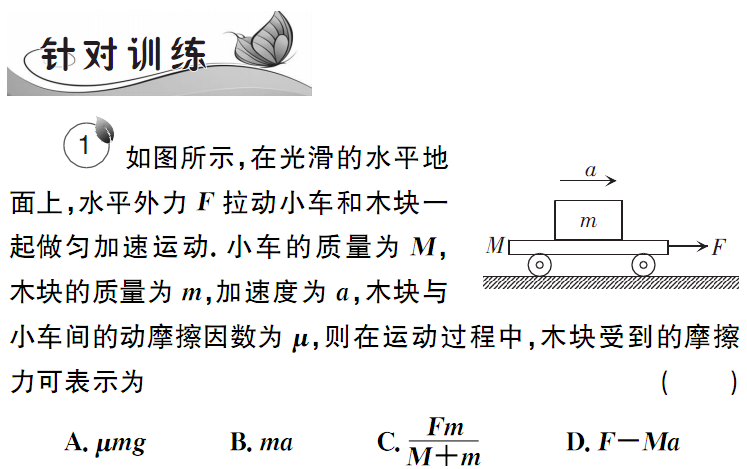 针对训练
1 如图所示,在光滑的水平地
面上,水平外力 F 拉动小车和木块一
起做匀加速运动. 小车的质量为 M,
木块的质量为 m,加速度为 a,木块与
小车间的动摩擦因数为 μ,则在运动过程中,木块受到的摩擦
力可表示为 ( )
a
m
M
F
A. μmg B. ma C. Fm/(M+m) D. F-Ma